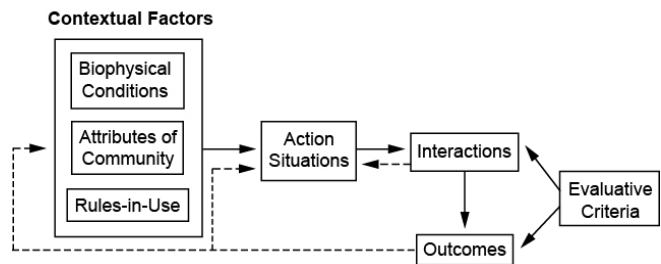 Contextual Factors
Biophysical
Conditions
Attributes of
Community
Rules-in-Use
Action
Situations
Interactions
Outcomes
Evaluative
Criteria